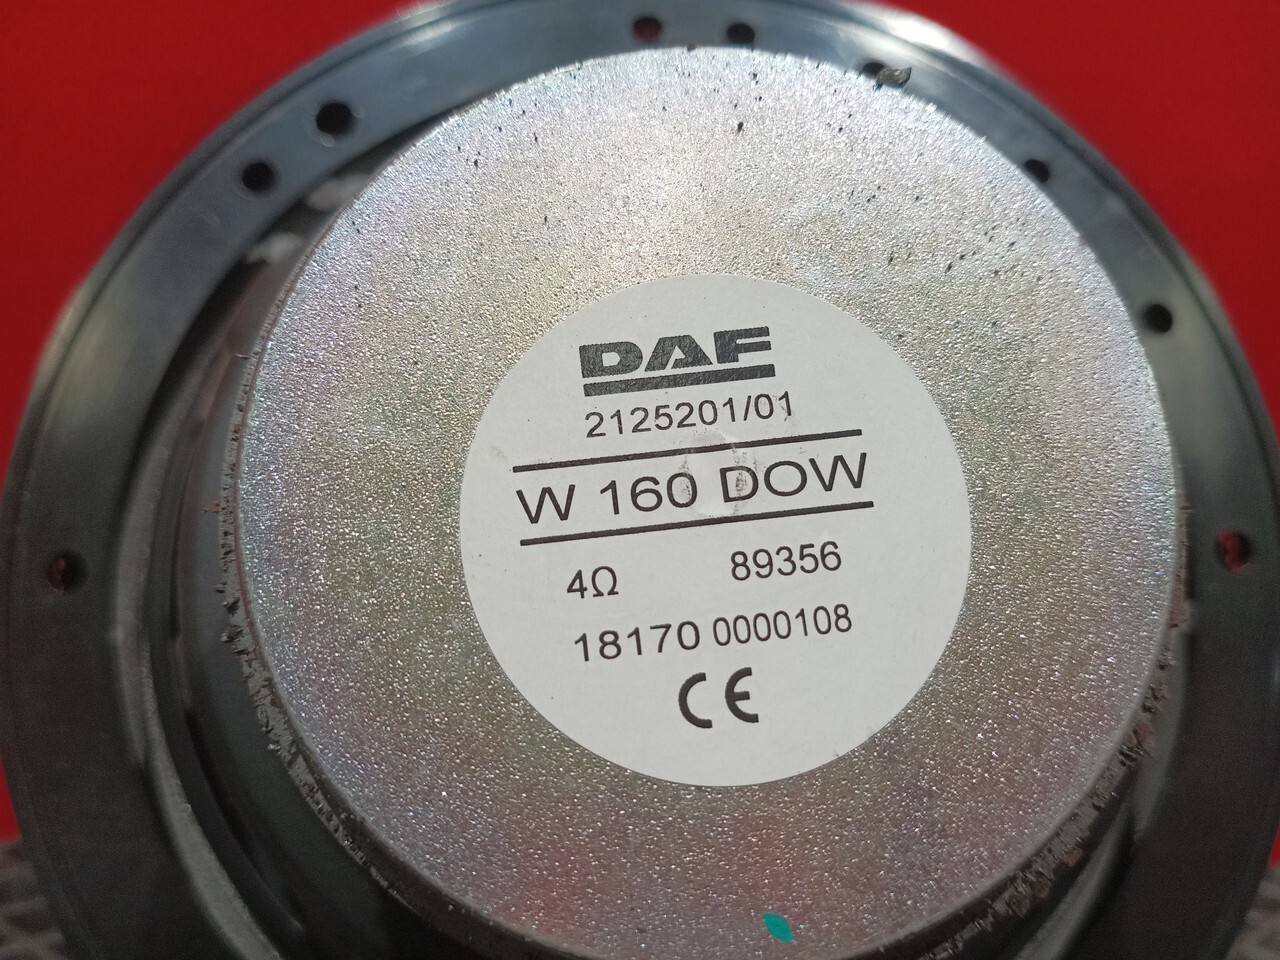 DAF
2125201/01
W 160 DOW
4Ω 89356
18170 0000108
CE